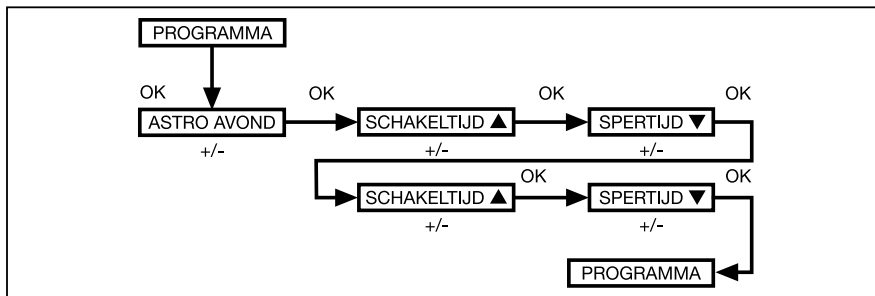 PROGRAMMA
OK OK OK OK
ASTRO AVOND SCHAKELTIJD ▲ SPERTIJD ▼
+/- +/- +/-
OK OK
SCHAKELTIJD ▲ SPERTIJD ▼
+/- +/-
PROGRAMMA